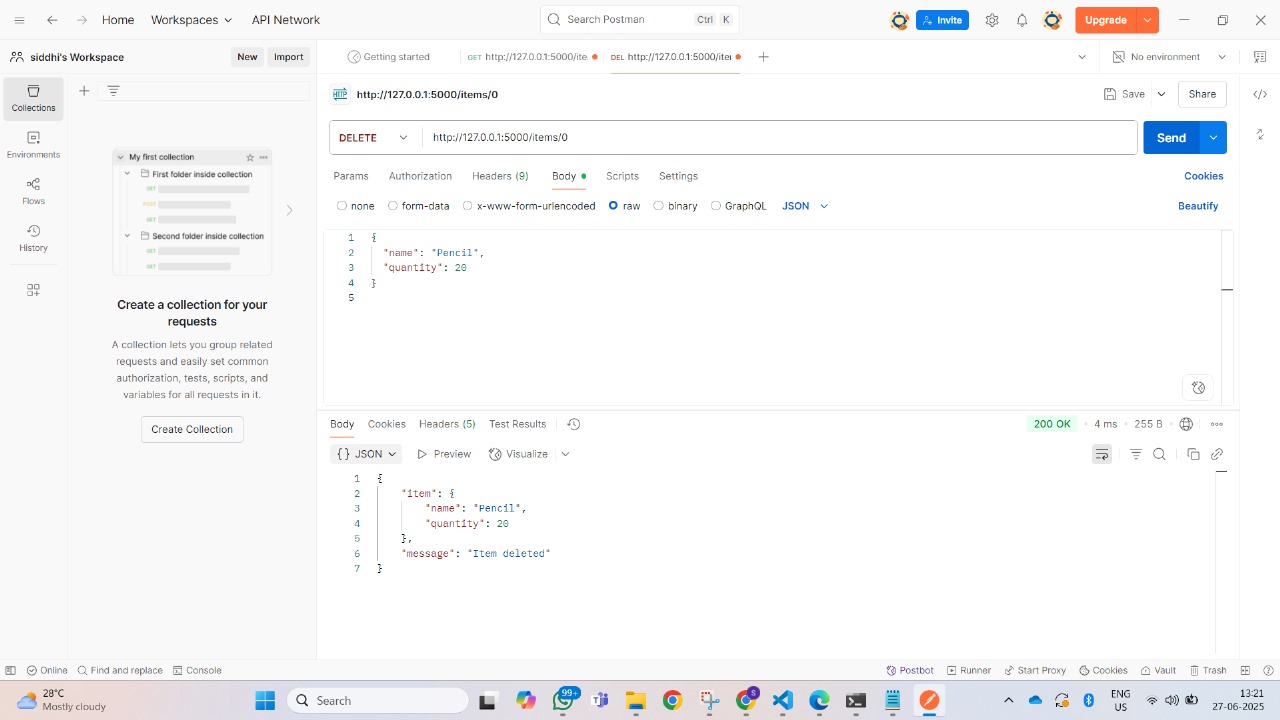 Home Workspaces API Network Search Postman Ctrl K Invite Upgrade
siddhi's Workspace New Import Getting started GET http://127.0.0.1:5000/ite DEL http://127.0.0.1:5000/iter No environment
Collections
Environments
Flows
History
My first collection
First folder inside collection
GET
POST
GET
Second folder inside collection
GET
GET
Create a collection for your
requests
A collection lets you group related
requests and easily set common
authorization, tests, scripts, and
variables for all requests in it.
Create Collection
HTTP http://127.0.0.1:5000/items/0 Save Share
DELETE http://127.0.0.1:5000/items/0 Send
Params Authorization Headers (9) Body Scripts Settings Cookies
none form-data x-www-form-urlencoded raw binary GraphQL JSON Beautify
1 {
2 "name": "Pencil",
3 "quantity": 20
4 }
5
Body Cookies Headers (5) Test Results 200 OK 4 ms 255 B
{} JSON Preview Visualize
1 {
2 "item": {
3 "name": "Pencil",
4 "quantity": 20
5 },
6 "message": "Item deleted"
7 }
Online Find and replace Console Postbot Runner Start Proxy Cookies Vault Trash
28°C
Mostly cloudy
Search
99+
S
ENG
US
13:21
27-06-2025